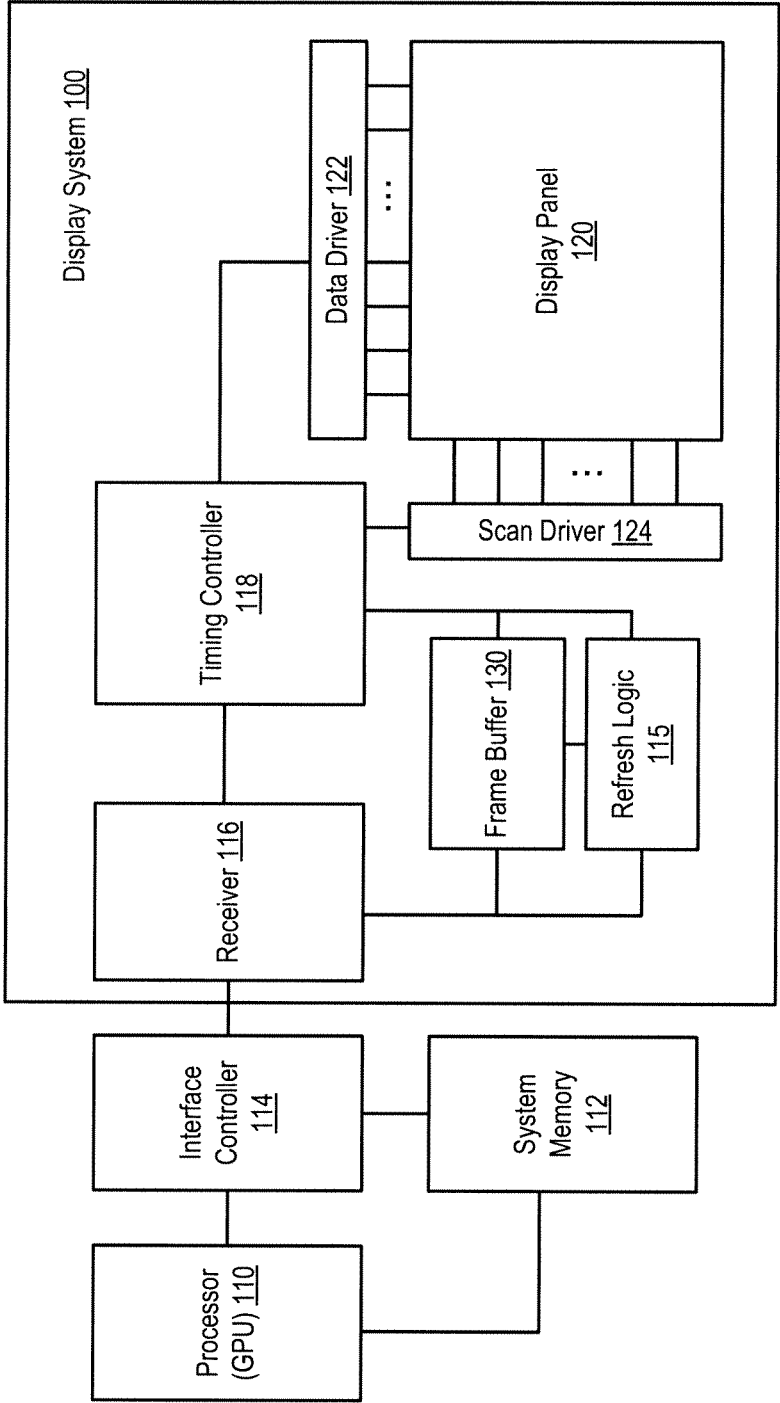 Display System 100
Processor
(GPU) 110
Interface
Controller
114
Receiver 116
Timing Controller
118
Data Driver 122
...
System
Memory
112
Frame Buffer 130
Refresh Logic
115
Scan Driver 124
...
Display Panel
120